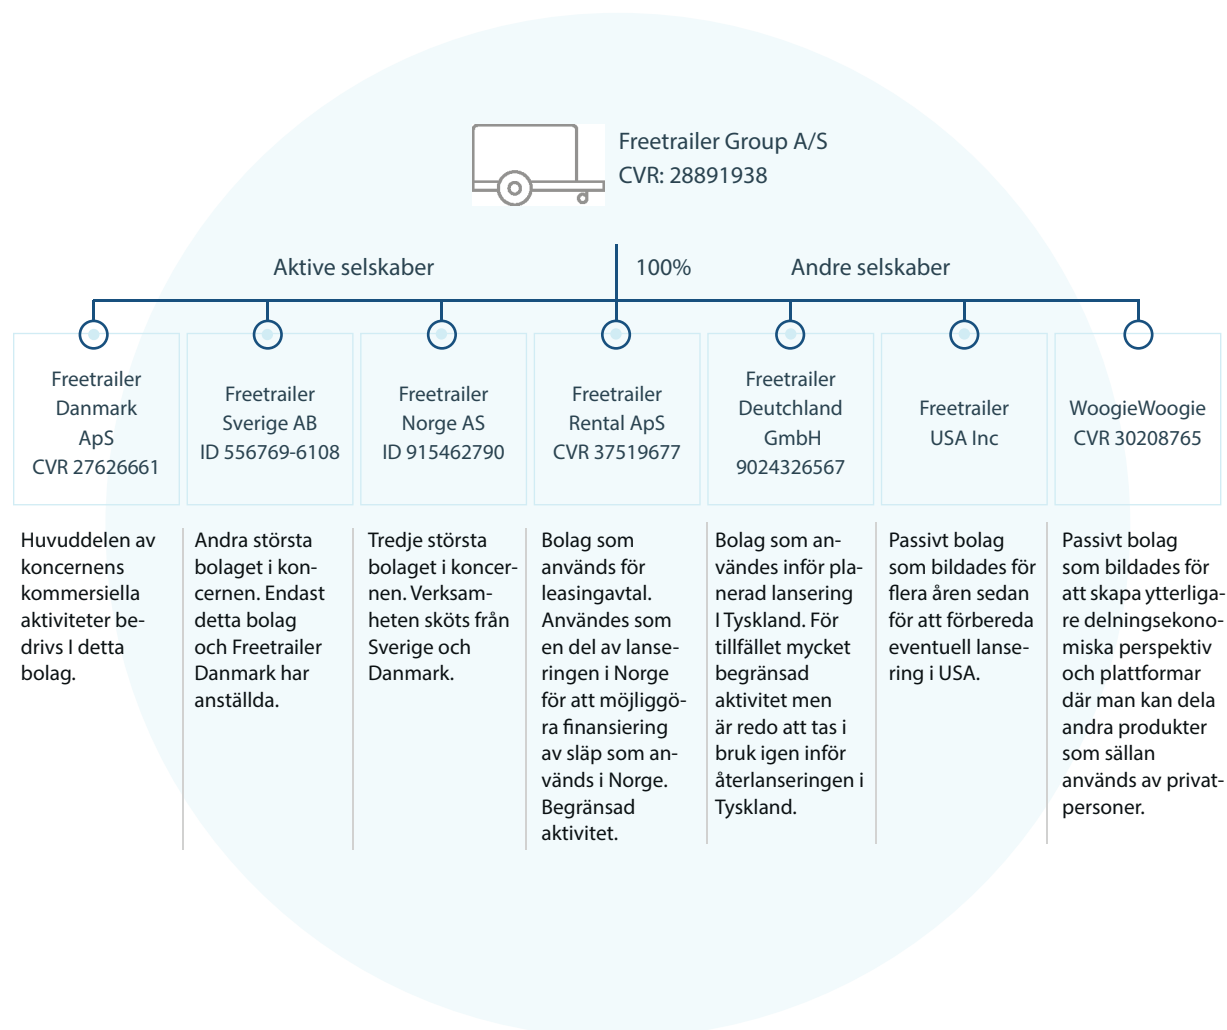 Freetrailer Group A/S
CVR: 28891938
Aktive selskaber
100%
Andre selskaber
Freetrailer
Danmark
ApS
CVR 27626661
Freetrailer
Sverige AB
ID 556769-6108
Freetrailer
Norge AS
ID 915462790
Freetrailer
Rental ApS
CVR 37519677
Freetrailer
Deutchland
GmbH
9024326567
Freetrailer
USA Inc
WoogieWoogie
CVR 30208765
Huvuddelen av
koncernens
kommersiella
aktiviteter be-
drivs I detta
bolag.
Andra största
bolaget i kon-
cernen. Endast
detta bolag
och Freetrailer
Danmark har
anställda.
Tredje största
bolaget i koncer-
nen. Verksam-
heten sköts från
Sverige och
Danmark.
Bolag som
används för
leasingavtal.
Användes som
en del av lanse-
ringen i Norge
för att möjliggö-
ra finansiering
av släp som an-
vänds i Norge.
Begränsad
aktivitet.
Bolag som an-
vändes inför pla-
nerad lansering
I Tyskland. För
tillfället mycket
begränsad
aktivitet men
är redo att tas i
bruk igen inför
återlanseringen i
Tyskland.
Passivt bolag
som bildades för
flera åren sedan
för att förbereda
eventuell lanse-
ring i USA.
Passivt bolag
som bildades för
att skapa ytterliga-
re delningsekono-
miska perspektiv
och plattformar
där man kan dela
andra produkter
som sällan
används av privat-
personer.